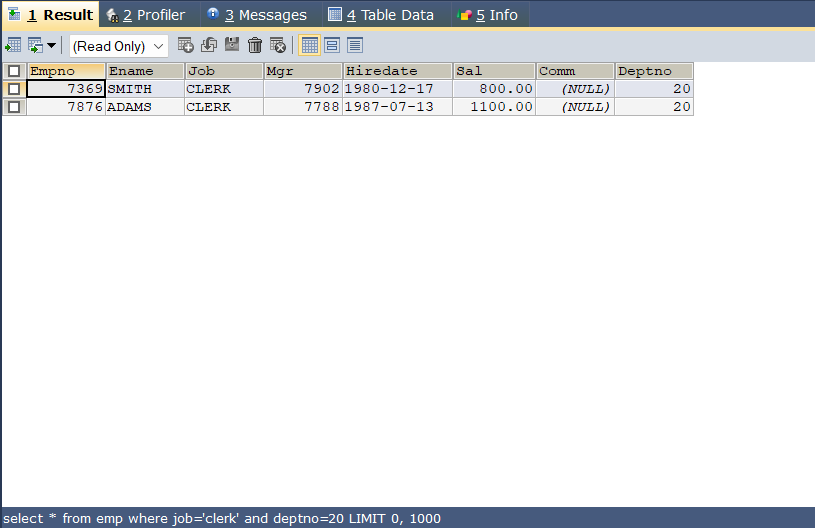 1 Result 2 Profiler 3 Messages 4 Table Data 5 Info
(Read Only)
Empno Ename Job Mgr Hiredate Sal Comm Deptno
7369 SMITH CLERK 7902 1980-12-17 800.00 (NULL) 20
7876 ADAMS CLERK 7788 1987-07-13 1100.00 (NULL) 20
select * from emp where job='clerk' and deptno=20 LIMIT 0, 1000